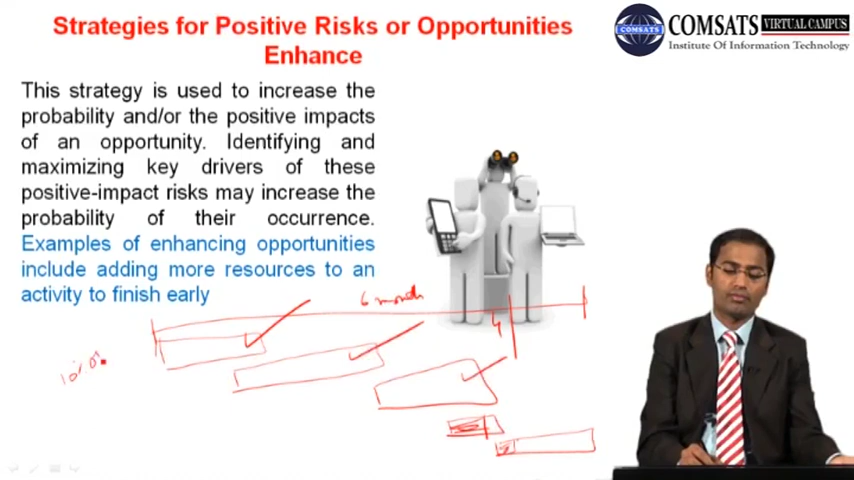 Strategies for Positive Risks or Opportunities
Enhance
COMSATS VIRTUAL CAMPUS
Institute Of Information Technology
COMSATS
This strategy is used to increase the
probability and/or the positive impacts
of an opportunity. Identifying and
maximizing key drivers of these
positive-impact risks may increase the
probability of their occurrence.
Examples of enhancing opportunities
include adding more resources to an
activity to finish early
6 month
4
10%